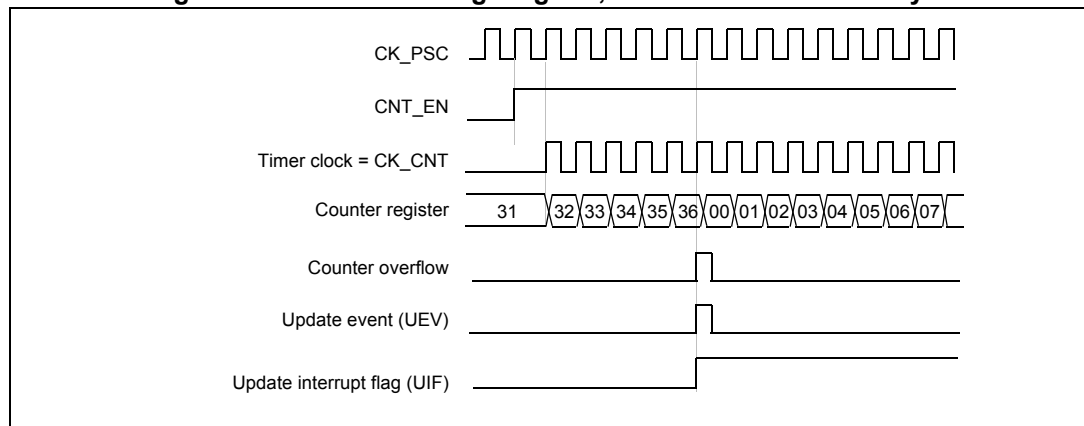 CK_PSC
CNT_EN
Timer clock = CK_CNT
Counter register 31 32 33 34 35 36 00 01 02 03 04 05 06 07
Counter overflow
Update event (UEV)
Update interrupt flag (UIF)